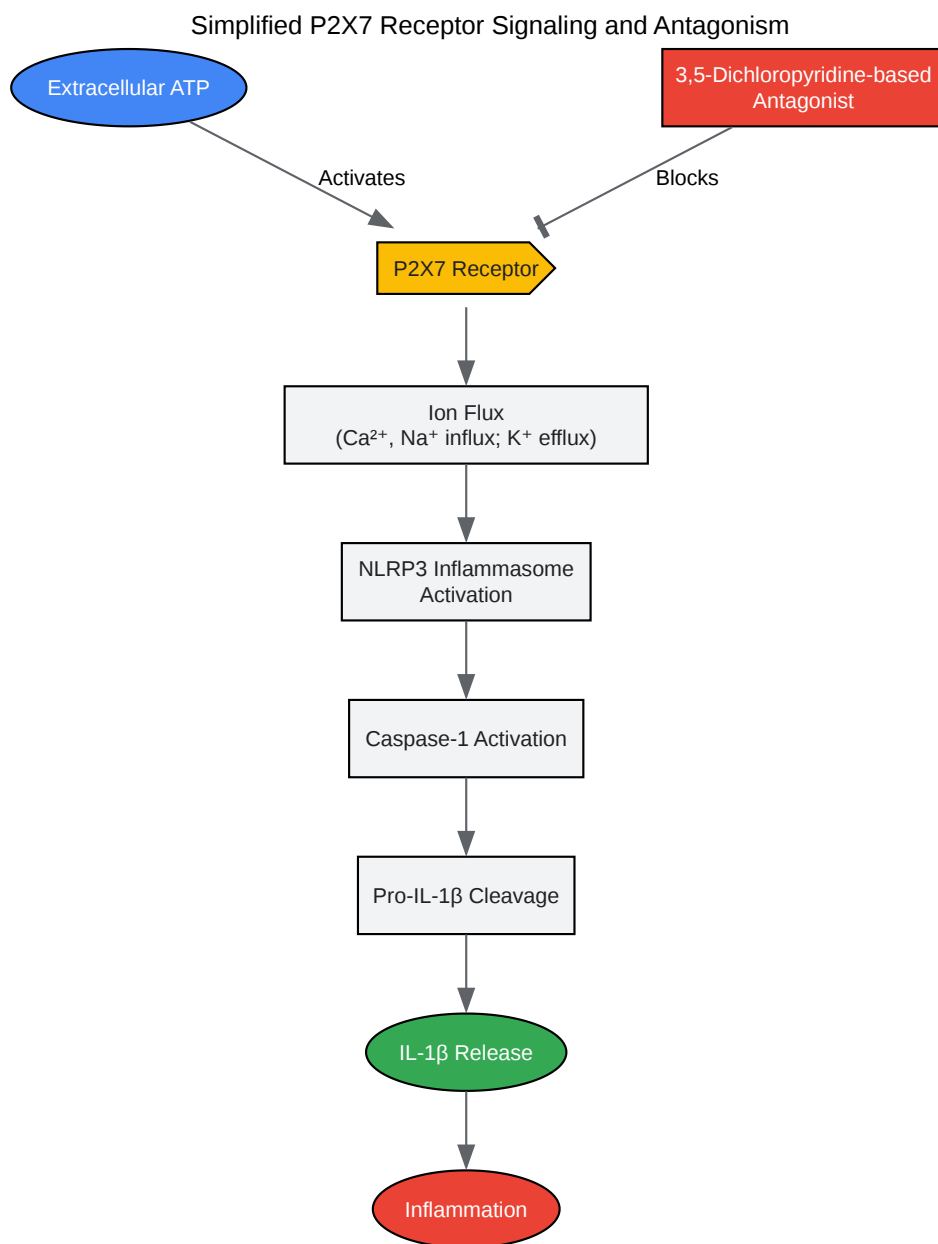 Simplified P2X7 Receptor Signaling and Antagonism
Extracellular ATP
3,5-Dichloropyridine-based
Antagonist
Activates
Blocks
P2X7 Receptor
Ion Flux
(Ca²⁺, Na⁺ influx; K⁺ efflux)
NLRP3 Inflammasome
Activation
Caspase-1 Activation
Pro-IL-1β Cleavage
IL-1β Release
Inflammation